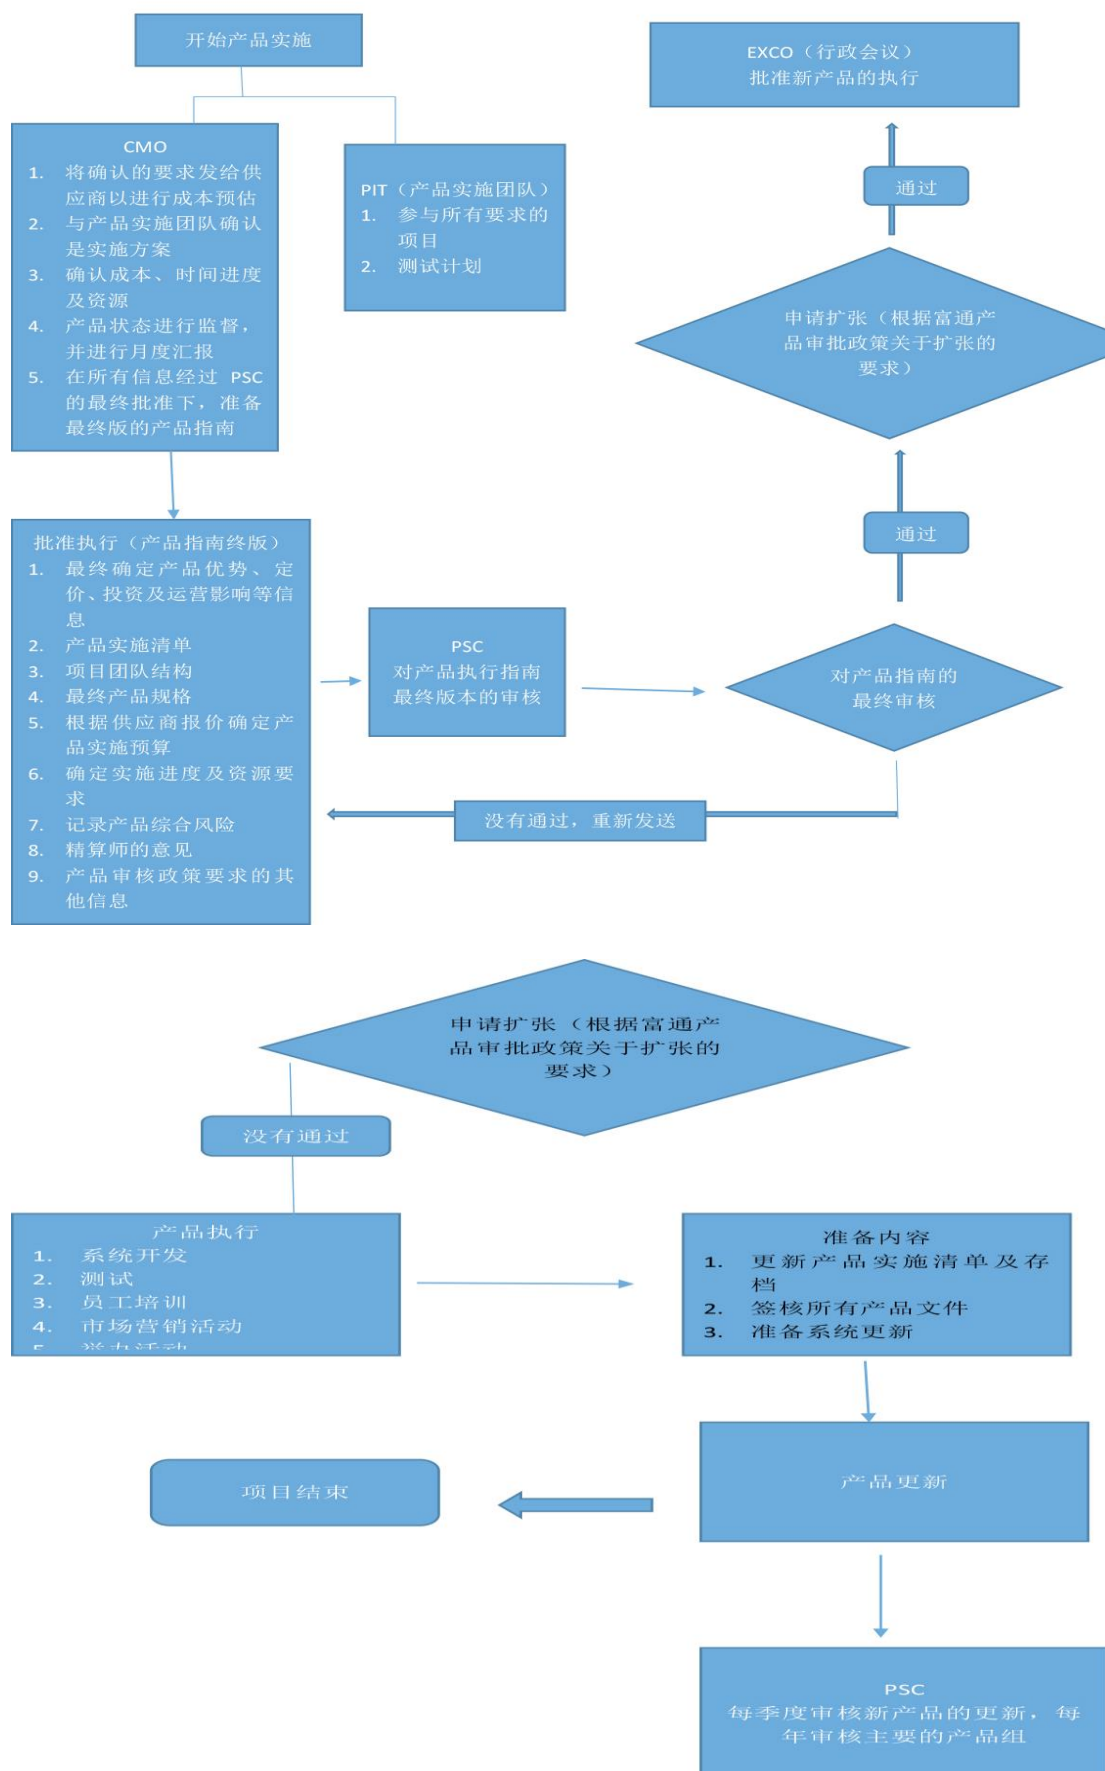 开始产品实施
EXCO（行政会议）
批准新产品的执行
CMO
1. 将确认的要求发给供
应商以进行成本预估
2. 与产品实施团队确认
是实施方案
3. 确认成本、时间进度
及资源
4. 产品状态进行监督，
并进行月度汇报
5. 在所有信息经过 PSC
的最终批准下，准备
最终版的产品指南
PIT（产品实施团队）
1. 参与所有要求的
项目
2. 测试计划
通过
申请扩张（根据富通产
品审批政策关于扩张的
要求）
通过
批准执行（产品指南终版）
1. 最终确定产品优势、定
价、投资及运营影响等信
息
2. 产品实施清单
3. 项目团队结构
4. 最终产品规格
5. 根据供应商报价确定产
品实施预算
6. 确定实施进度及资源要
求
7. 记录产品综合风险
8. 精算师的意见
9. 产品审核政策要求的其
他信息
PSC
对产品执行指南
最终版本的审核
对产品指南的
最终审核
没有通过，重新发送
申请扩张（根据富通产
品审批政策关于扩张的
要求）
没有通过
产品执行
1. 系统开发
2. 测试
3. 员工培训
4. 市场营销活动
5. 举办活动
准备内容
1. 更新产品实施清单及存
档
2. 签核所有产品文件
3. 准备系统更新
产品更新
项目结束
PSC
每季度审核新产品的更新，每
年审核主要的产品组